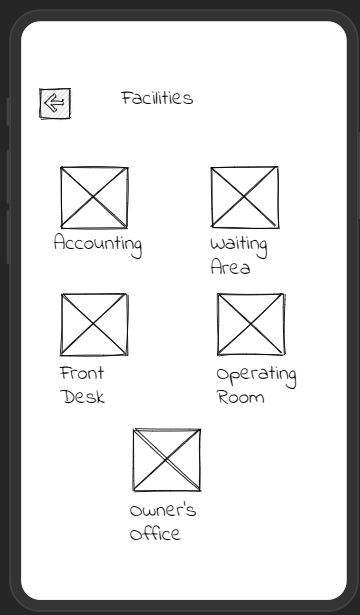 Facilities
Accounting
Waiting
Area
Front
Desk
Operating
Room
Owner's
Office